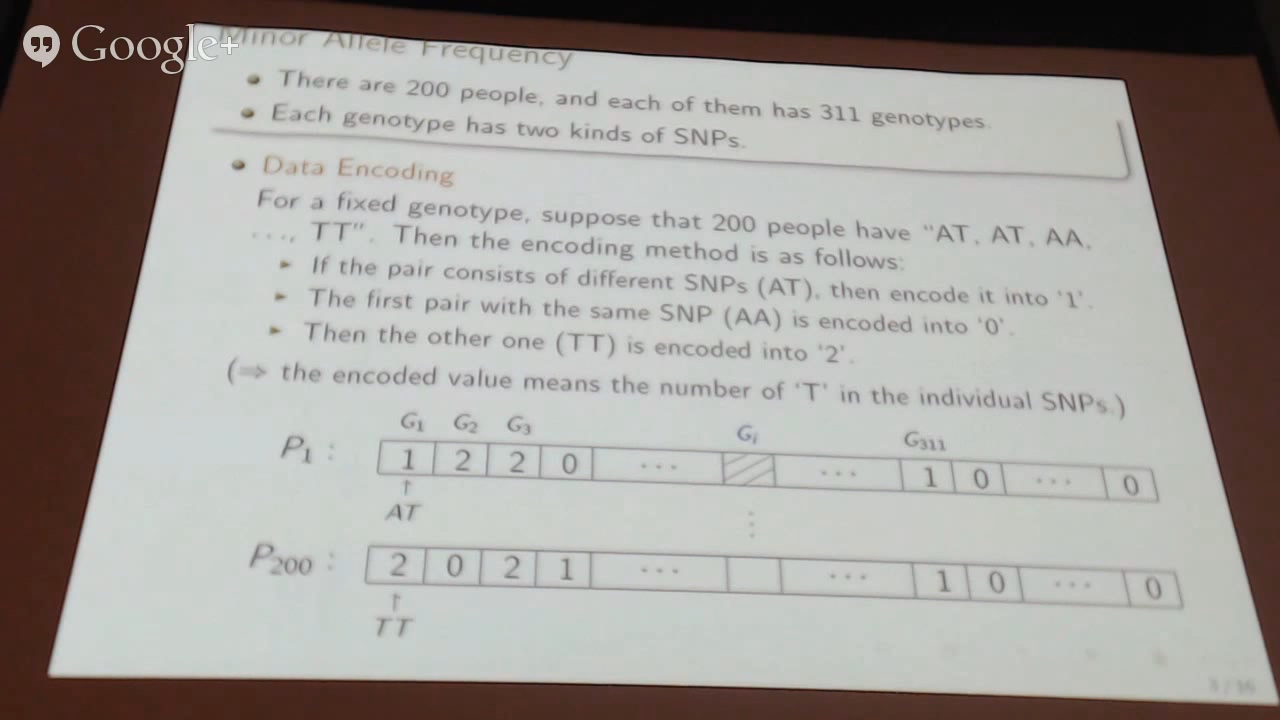 Google+
Minor Allele Frequency
There are 200 people, and each of them has 311 genotypes.
Each genotype has two kinds of SNPs.
Data Encoding
For a fixed genotype, suppose that 200 people have "AT, AT, AA,
..., TT". Then the encoding method is as follows:
If the pair consists of different SNPs (AT), then encode it into '1'.
The first pair with the same SNP (AA) is encoded into '0'.
Then the other one (TT) is encoded into '2'.
(⇒ the encoded value means the number of 'T' in the individual SNPs.)
G1 G2 G3 Gi G311
P1 : 1 2 2 0 ... ... 1 0 ... 0
↑
AT
⋮
P200 : 2 0 2 1 ... ... 1 0 ... 0
↑
TT
3 / 16